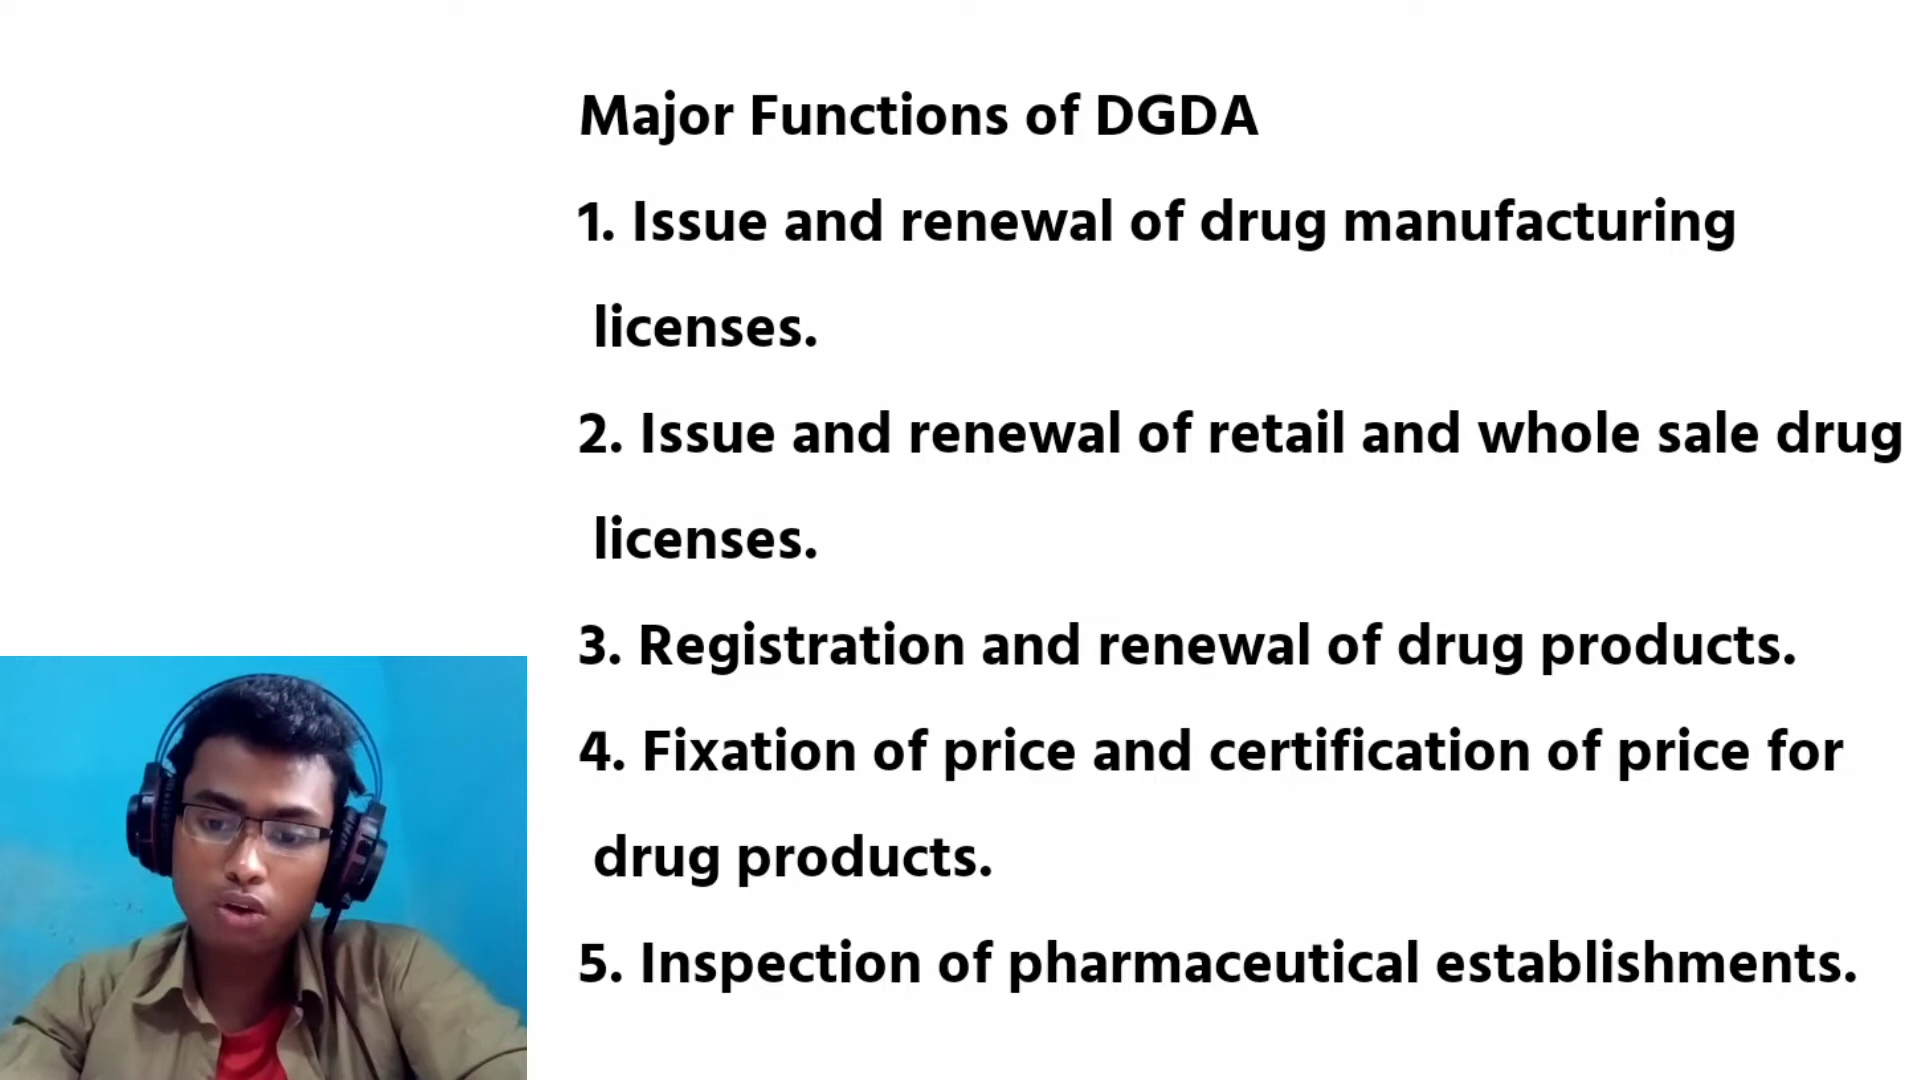 Major Functions of DGDA
1. Issue and renewal of drug manufacturing
licenses.
2. Issue and renewal of retail and whole sale drug
licenses.
3. Registration and renewal of drug products.
4. Fixation of price and certification of price for
drug products.
5. Inspection of pharmaceutical establishments.